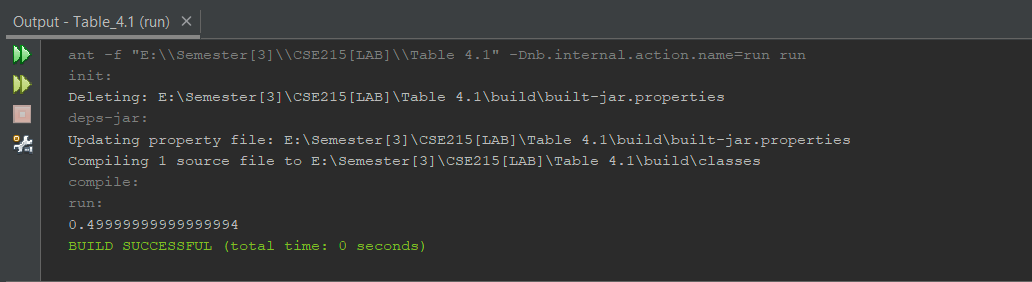 Output - Table_4.1 (run) ×
ant -f "E:\\Semester[3]\\CSE215[LAB]\\Table 4.1" -Dnb.internal.action.name=run run
init:
Deleting: E:\Semester[3]\CSE215[LAB]\Table 4.1\build\built-jar.properties
deps-jar:
Updating property file: E:\Semester[3]\CSE215[LAB]\Table 4.1\build\built-jar.properties
Compiling 1 source file to E:\Semester[3]\CSE215[LAB]\Table 4.1\build\classes
compile:
run:
0.49999999999999994
BUILD SUCCESSFUL (total time: 0 seconds)